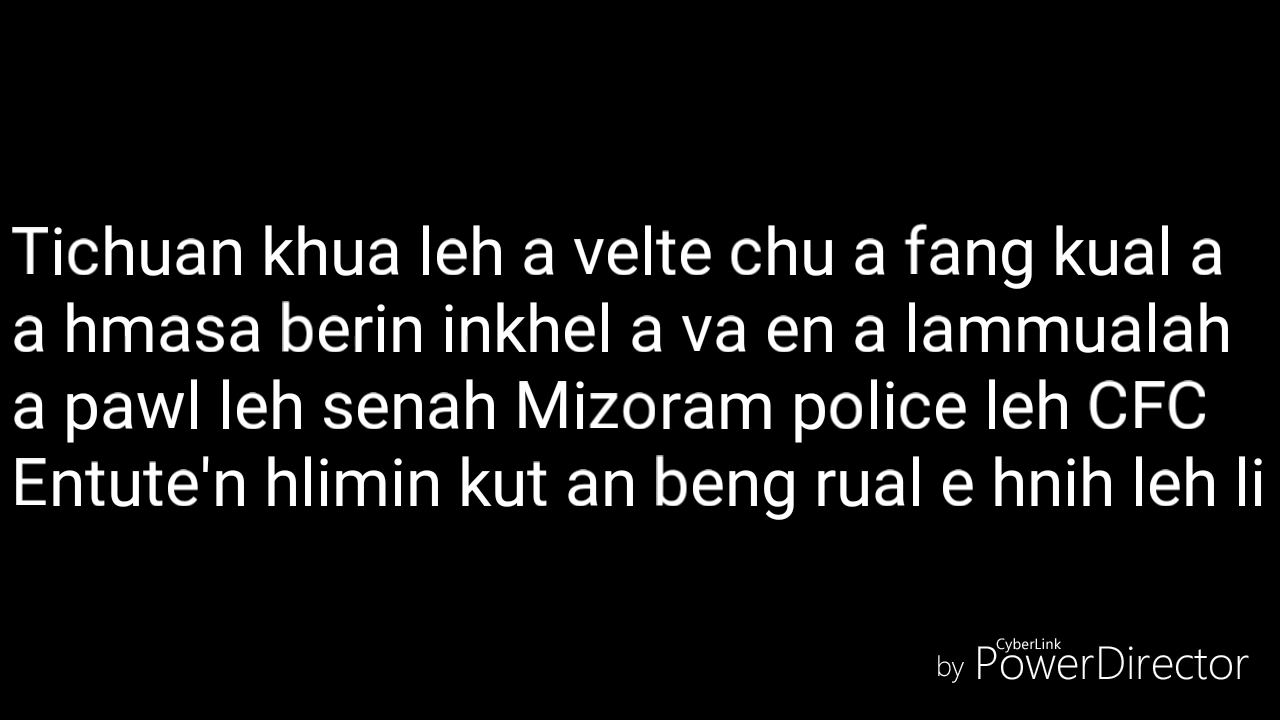 Tichuan khua leh a velte chu a fang kual a
a hmasa berin inkhel a va en a lammualah
a pawl leh senah Mizoram police leh CFC
Entute'n hlimin kut an beng rual e hnih leh li
by CyberLink PowerDirector